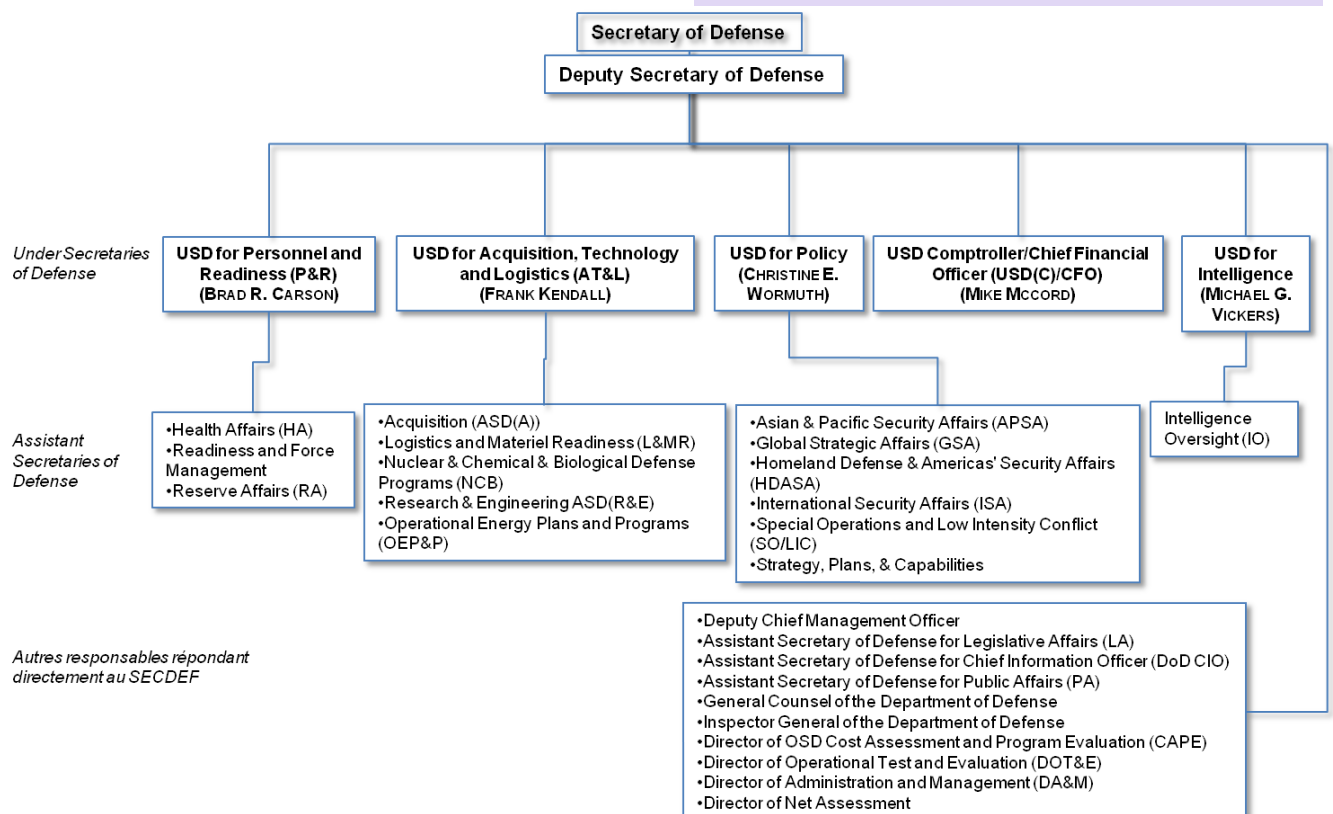 Secretary of Defense
Deputy Secretary of Defense
Under Secretaries
of Defense
USD for Personnel and
Readiness (P&R)
(BRAD R. CARSON)
USD for Acquisition, Technology
and Logistics (AT&L)
(FRANK KENDALL)
USD for Policy
(CHRISTINE E.
WORMUTH)
USD Comptroller/Chief Financial
Officer (USD(C)/CFO)
(MIKE MCCORD)
USD for
Intelligence
(MICHAEL G.
VICKERS)
Assistant
Secretaries of
Defense
•Health Affairs (HA)
•Readiness and Force
Management
•Reserve Affairs (RA)
•Acquisition (ASD(A))
•Logistics and Materiel Readiness (L&MR)
•Nuclear & Chemical & Biological Defense
Programs (NCB)
•Research & Engineering ASD(R&E)
•Operational Energy Plans and Programs
(OEP&P)
•Asian & Pacific Security Affairs (APSA)
•Global Strategic Affairs (GSA)
•Homeland Defense & Americas' Security Affairs
(HDASA)
•International Security Affairs (ISA)
•Special Operations and Low Intensity Conflict
(SO/LIC)
•Strategy, Plans, & Capabilities
Intelligence
Oversight (IO)
Autres responsables répondant
directement au SECDEF
•Deputy Chief Management Officer
•Assistant Secretary of Defense for Legislative Affairs (LA)
•Assistant Secretary of Defense for Chief Information Officer (DoD CIO)
•Assistant Secretary of Defense for Public Affairs (PA)
•General Counsel of the Department of Defense
•Inspector General of the Department of Defense
•Director of OSD Cost Assessment and Program Evaluation (CAPE)
•Director of Operational Test and Evaluation (DOT&E)
•Director of Administration and Management (DA&M)
•Director of Net Assessment